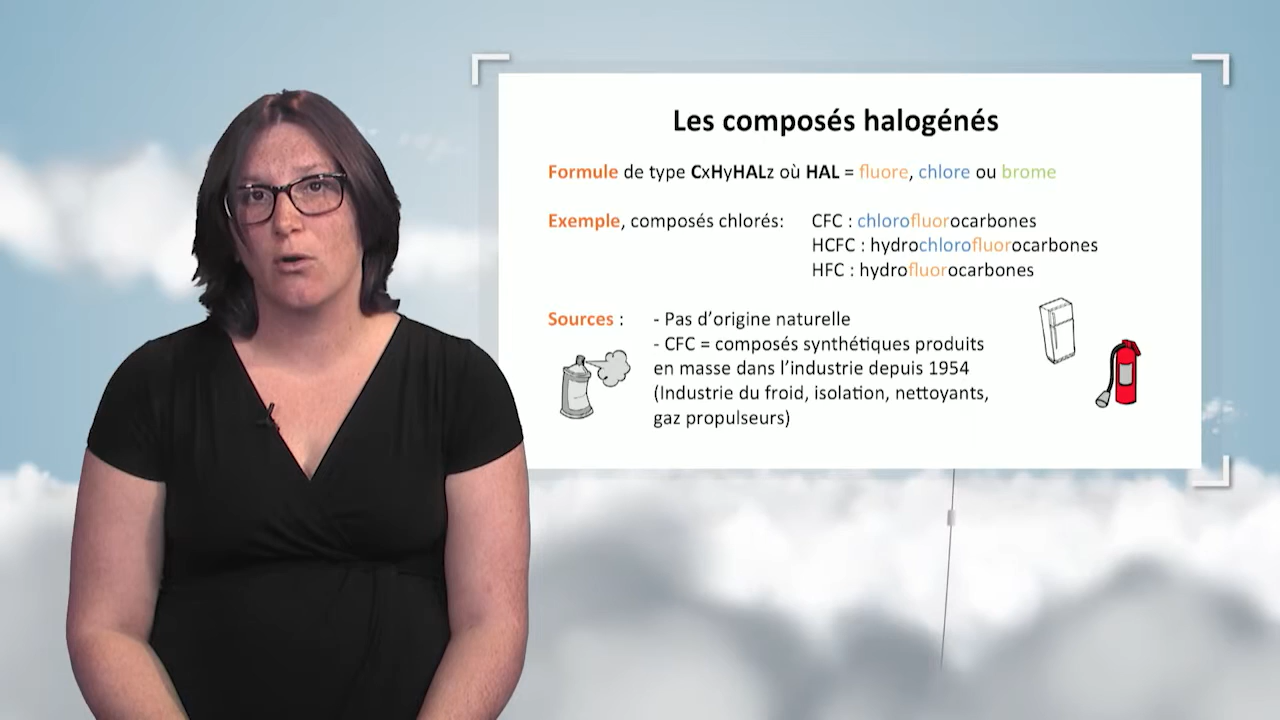 Les composés halogénés
Formule de type CxHyHALz où HAL = fluore, chlore ou brome
Exemple, composés chlorés: CFC : chlorofluorocarbones
HCFC : hydrochlorofluorocarbones
HFC : hydrofluorocarbones
Sources : - Pas d’origine naturelle
- CFC = composés synthétiques produits
en masse dans l’industrie depuis 1954
(Industrie du froid, isolation, nettoyants,
gaz propulseurs)